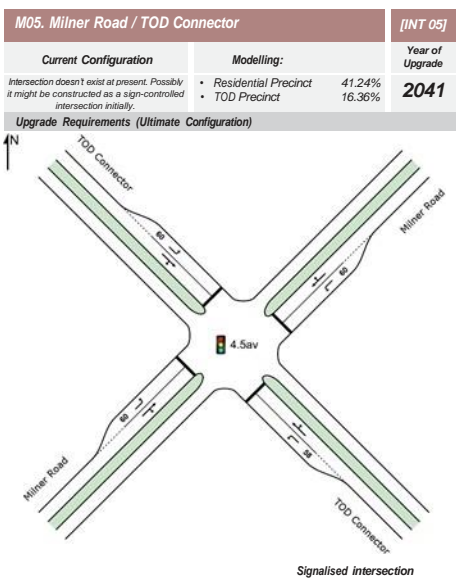 M05. Milner Road / TOD Connector
[INT 05]
Current Configuration
Modelling:
Year of
Upgrade
Intersection doesn't exist at present. Possibly
it might be constructed as a sign-controlled
intersection initially.
• Residential Precinct 41.24%
• TOD Precinct 16.36%
2041
Upgrade Requirements (Ultimate Configuration)
N
TOD Connector
Milner Road
60
60
4.5av
60
58
Milner Road
TOD Connector
Signalised intersection